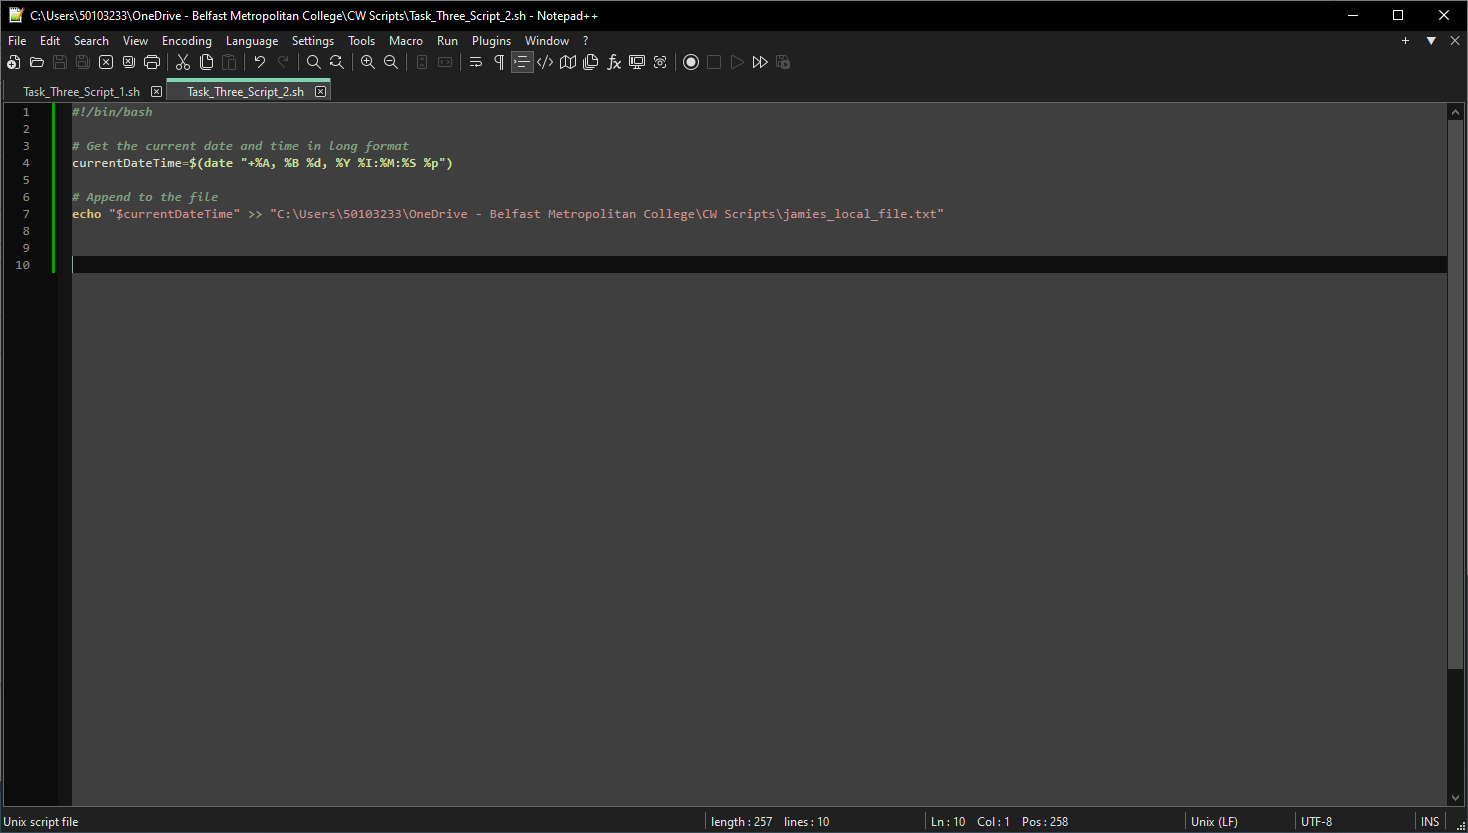 C:\Users\50103233\OneDrive - Belfast Metropolitan College\CW Scripts\Task_Three_Script_2.sh - Notepad++
File Edit Search View Encoding Language Settings Tools Macro Run Plugins Window ?
Task_Three_Script_1.sh Task_Three_Script_2.sh
1 #!/bin/bash
2
3 # Get the current date and time in long format
4 currentDateTime=$(date "+%A, %B %d, %Y %I:%M:%S %p")
5
6 # Append to the file
7 echo "$currentDateTime" >> "C:\Users\50103233\OneDrive - Belfast Metropolitan College\CW Scripts\jamies_local_file.txt"
8
9
10
Unix script file length : 257 lines : 10 Ln : 10 Col : 1 Pos : 258 Unix (LF) UTF-8 INS